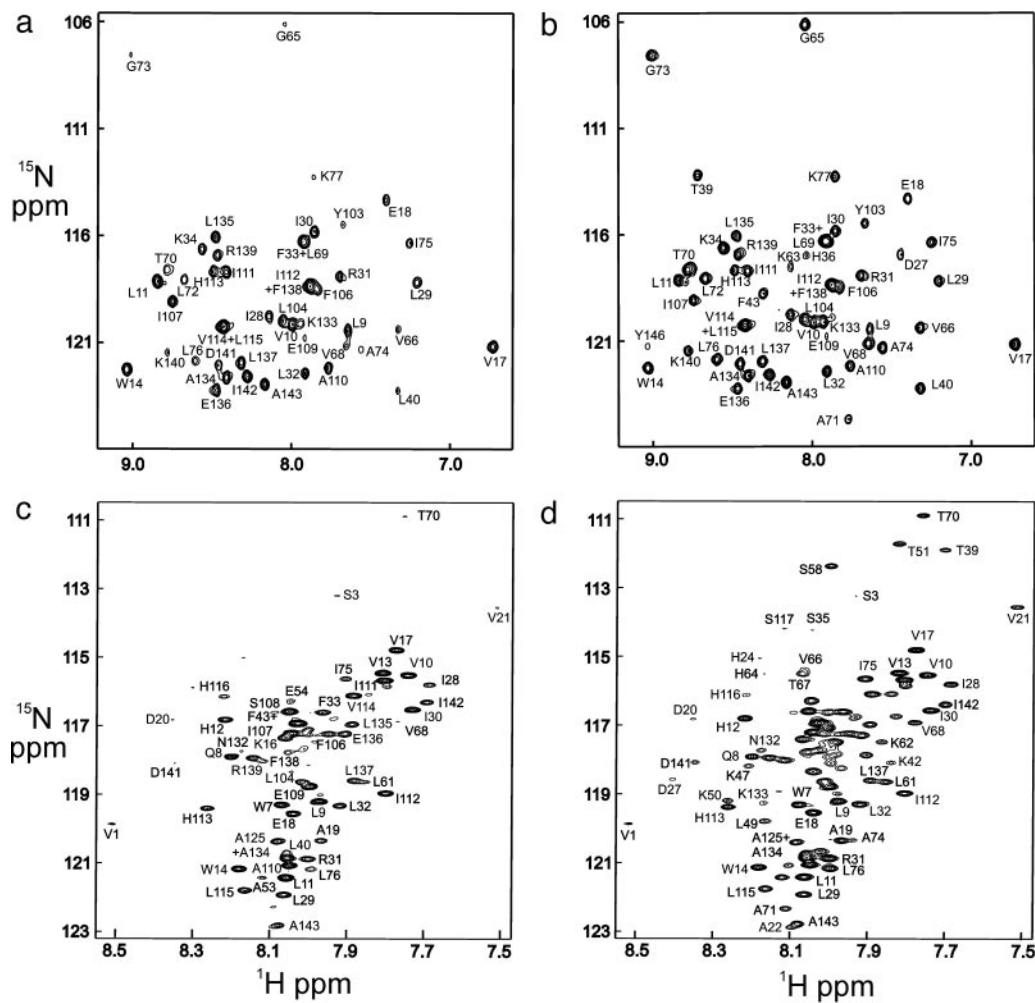 a
b
106
111
116
121
15N
ppm
G65
G73
K77
E18
L135
I30
Y103
K34
R139
F33+
L69
I75
T70
I111
H113
L11
L72
I112
+F138
R31
F106
L29
I107
I28
L104
V10
K133
L9
V114
+L115
E109
V66
L76
D141
L137
V68
A74
V17
K140
A134
W14
I142
L32
A110
A143
E136
L40
9.0
8.0
7.0
106
111
116
121
G65
G73
T39
K77
E18
L135
I30
Y103
K34
R139
F33+
L69
H36
K63
D27
I75
T70
I111
H113
L11
L72
F43
I112
+F138
R31
F106
L29
I107
I28
L104
V10
K133
L9
V114
+L115
E109
V66
Y146
L76
D141
L137
V68
A74
V17
K140
A134
W14
I142
L32
A110
A143
E136
L40
A71
9.0
8.0
7.0
c
d
111
113
115
117
119
121
123
15N
ppm
T70
S3
V21
V17
V13
V10
I75
I28
H116
E54
I111
S108
F33
V114
I142
D20
H12
F43+
I107
L135
I30
V68
N132
K16
F106
E136
Q8
F138
D141
R139
L104
L137
L61
E109
I112
W7
L9
L32
H113
V1
E18
A125
+A134
L40
A19
W14
A110
R31
L76
L11
L115
A53
L29
A143
8.5
8.3
8.1
7.9
7.7
7.5
1H ppm
111
113
115
117
119
121
123
T70
T51
T39
S58
S3
V21
S117
S35
V17
H24
V66
V13
V10
I75
H64
T67
I28
H116
I142
D20
H12
I30
N132
V68
Q8
K62
D141
K47
K42
D27
K133
L137
L61
K50
W7
I112
H113
L9
L32
V1
L49
E18
A125+
A134
A19
A74
W14
R31
L76
L11
L115
A71
L29
A22
A143
8.5
8.3
8.1
7.9
7.7
7.5
1H ppm